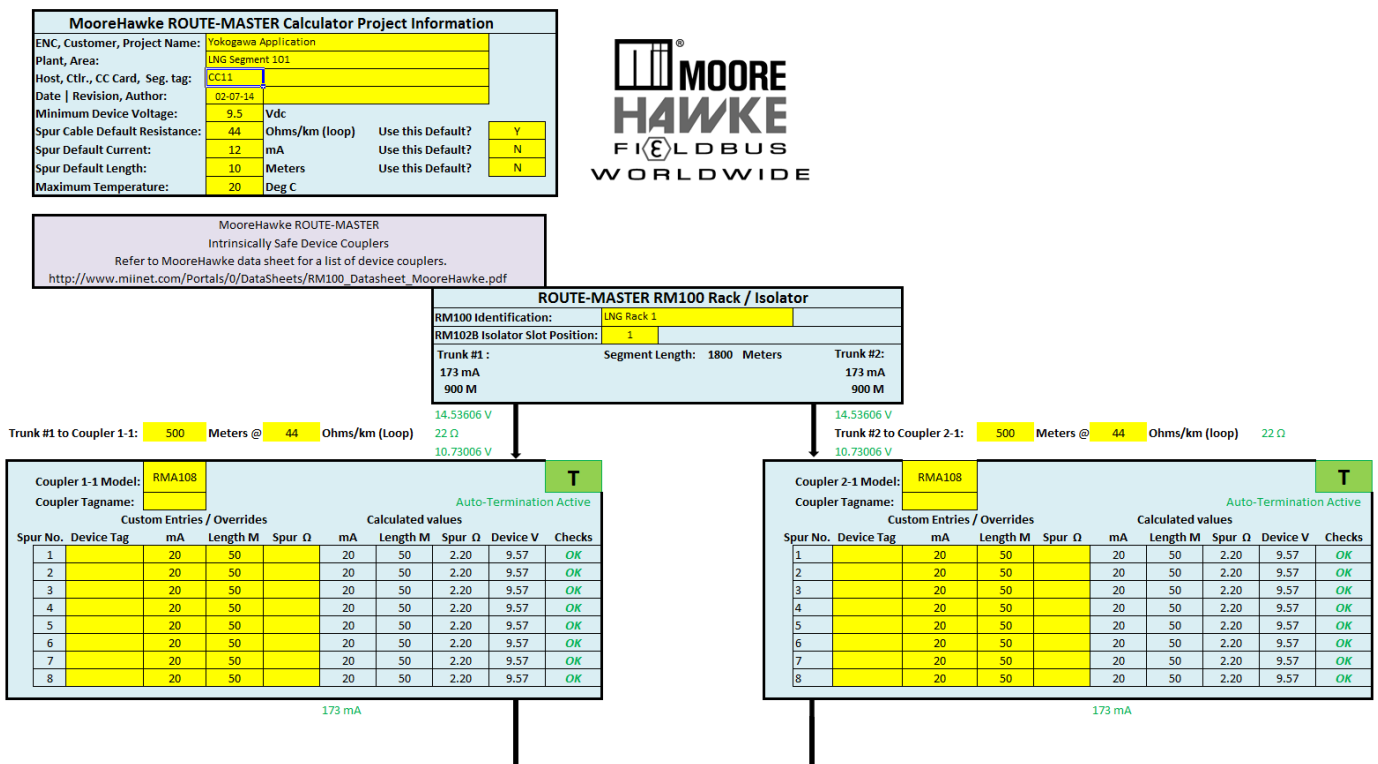 MooreHawke ROUTE-MASTER Calculator Project Information
ENC, Customer, Project Name: Yokogawa Application
Plant, Area: LNG Segment 101
Host, Ctlr., CC Card, Seg. tag: CC11
Date | Revision, Author: 02-07-14
Minimum Device Voltage: 9.5 Vdc
Spur Cable Default Resistance: 44 Ohms/km (loop) Use this Default? Y
Spur Default Current: 12 mA Use this Default? N
Spur Default Length: 10 Meters Use this Default? N
Maximum Temperature: 20 Deg C
®
MOORE
HAWKE
FIELDBUS
WORLDWIDE
MooreHawke ROUTE-MASTER
Intrinsically Safe Device Couplers
Refer to MooreHawke data sheet for a list of device couplers.
http://www.miinet.com/Portals/0/DataSheets/RM100_Datasheet_MooreHawke.pdf
ROUTE-MASTER RM100 Rack / Isolator
RM100 Identification: LNG Rack 1
RM102B Isolator Slot Position: 1
Trunk #1 : Segment Length: 1800 Meters Trunk #2:
173 mA 173 mA
900 M 900 M
14.53606 V 14.53606 V
Trunk #1 to Coupler 1-1: 500 Meters @ 44 Ohms/km (Loop) 22 Ω Trunk #2 to Coupler 2-1: 500 Meters @ 44 Ohms/km (loop) 22 Ω
10.73006 V 10.73006 V
Coupler 1-1 Model: RMA108 T
Coupler Tagname: Auto-Termination Active
Custom Entries / Overrides Calculated values
Spur No. Device Tag mA Length M Spur Ω mA Length M Spur Ω Device V Checks
1 20 50 20 50 2.20 9.57 OK
2 20 50 20 50 2.20 9.57 OK
3 20 50 20 50 2.20 9.57 OK
4 20 50 20 50 2.20 9.57 OK
5 20 50 20 50 2.20 9.57 OK
6 20 50 20 50 2.20 9.57 OK
7 20 50 20 50 2.20 9.57 OK
8 20 50 20 50 2.20 9.57 OK
173 mA
Coupler 2-1 Model: RMA108 T
Coupler Tagname: Auto-Termination Active
Custom Entries / Overrides Calculated values
Spur No. Device Tag mA Length M Spur Ω mA Length M Spur Ω Device V Checks
1 20 50 20 50 2.20 9.57 OK
2 20 50 20 50 2.20 9.57 OK
3 20 50 20 50 2.20 9.57 OK
4 20 50 20 50 2.20 9.57 OK
5 20 50 20 50 2.20 9.57 OK
6 20 50 20 50 2.20 9.57 OK
7 20 50 20 50 2.20 9.57 OK
8 20 50 20 50 2.20 9.57 OK
173 mA